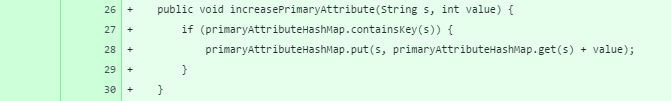 26 + public void increasePrimaryAttribute(String s, int value) {
27 + if (primaryAttributeHashMap.containsKey(s)) {
28 + primaryAttributeHashMap.put(s, primaryAttributeHashMap.get(s) + value);
29 + }
30 + }